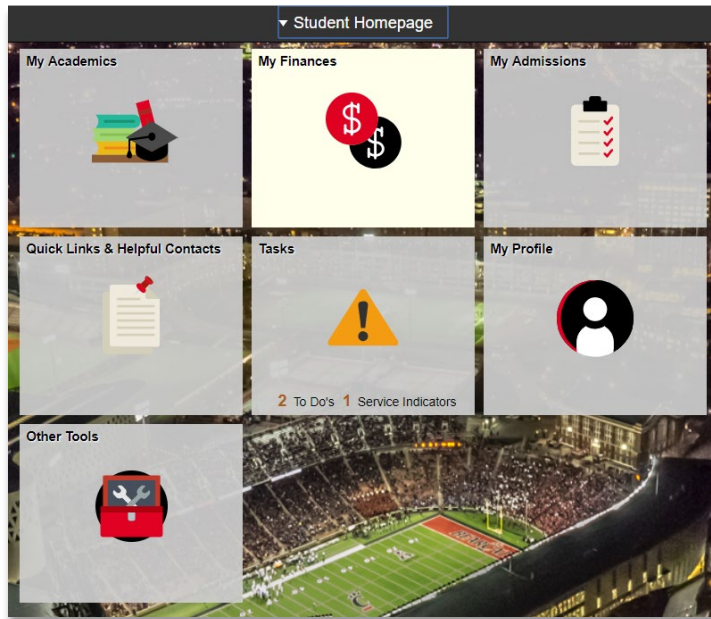 Student Homepage
My Academics
My Finances
My Admissions
$
$
Quick Links & Helpful Contacts
Tasks
My Profile
2 To Do's 1 Service Indicators
Other Tools